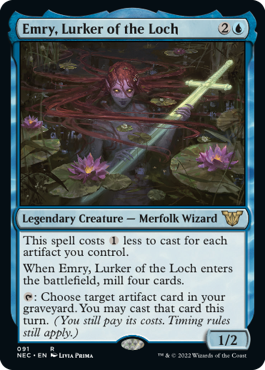 Emry, Lurker of the Loch 2
Legendary Creature — Merfolk Wizard
This spell costs 1 less to cast for each
artifact you control.
When Emry, Lurker of the Loch enters
the battlefield, mill four cards.
: Choose target artifact card in your
graveyard. You may cast that card this
turn. (You still pay its costs. Timing rules
still apply.)
1/2
091 R
NEC • EN LIVIA PRIMA
™ & © 2022 Wizards of the Coast